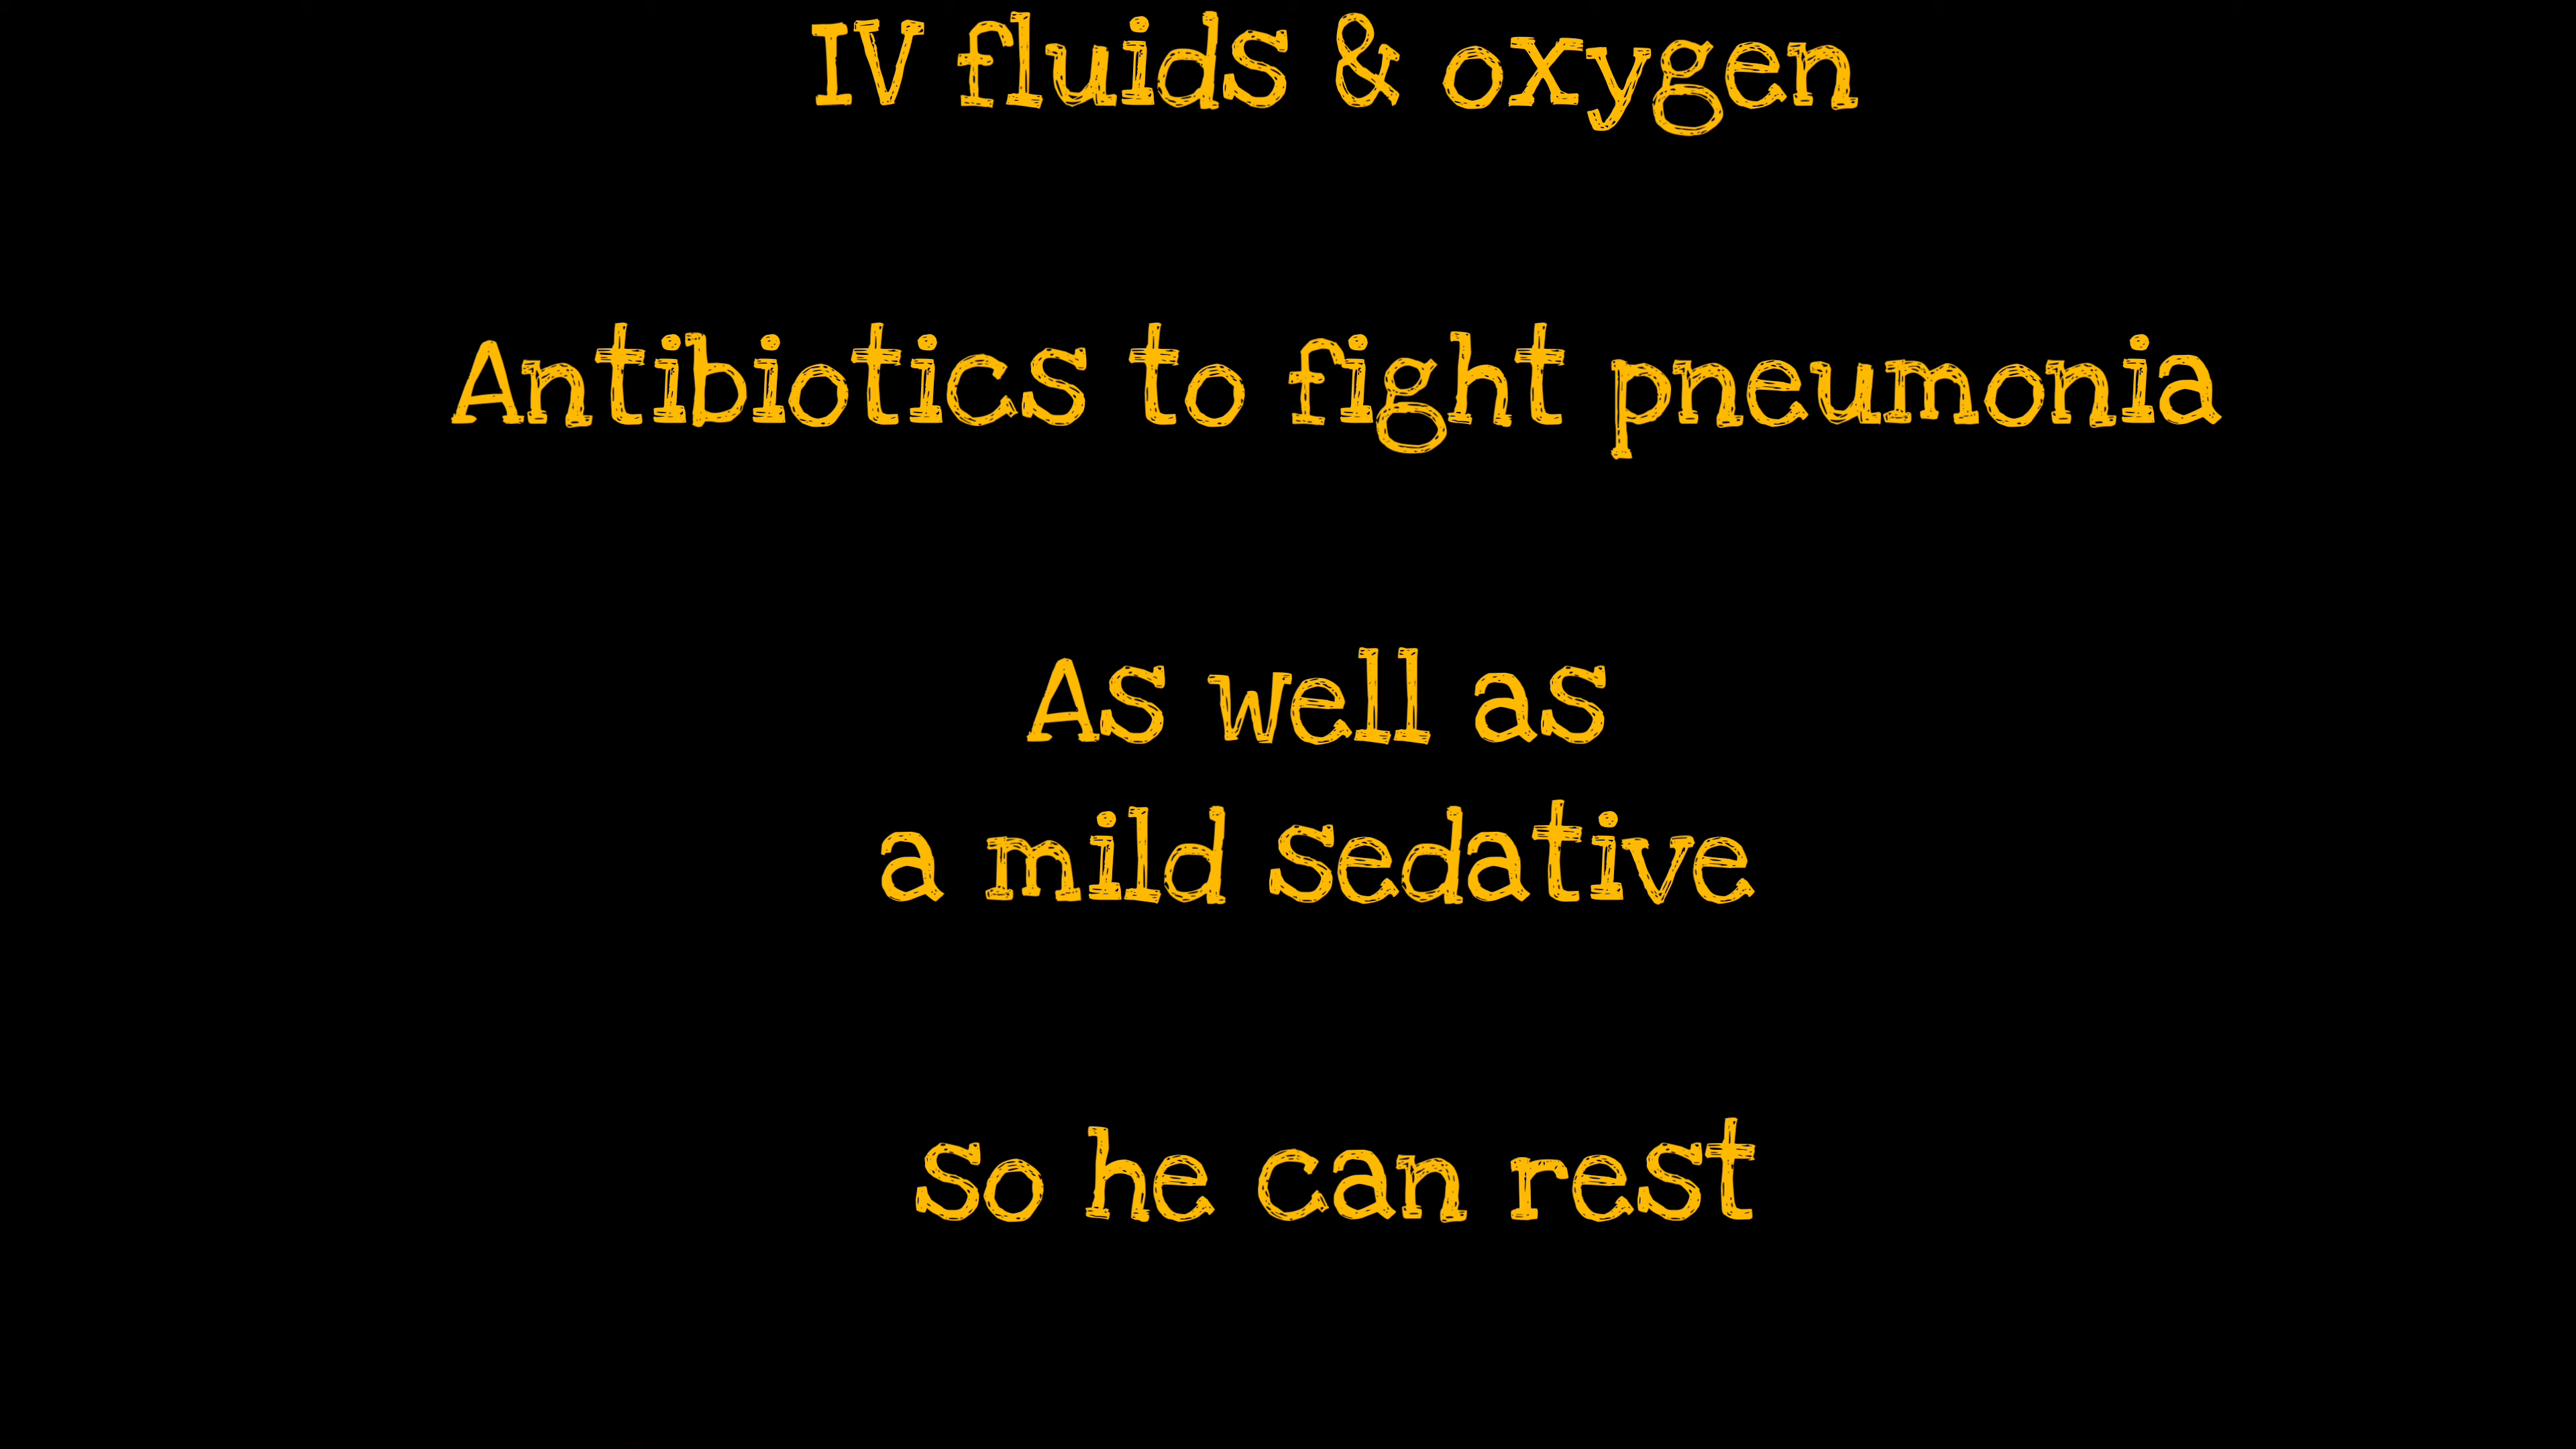 IV fluids & oxygen
Antibiotics to fight pneumonia
As well as
a mild sedative
so he can rest